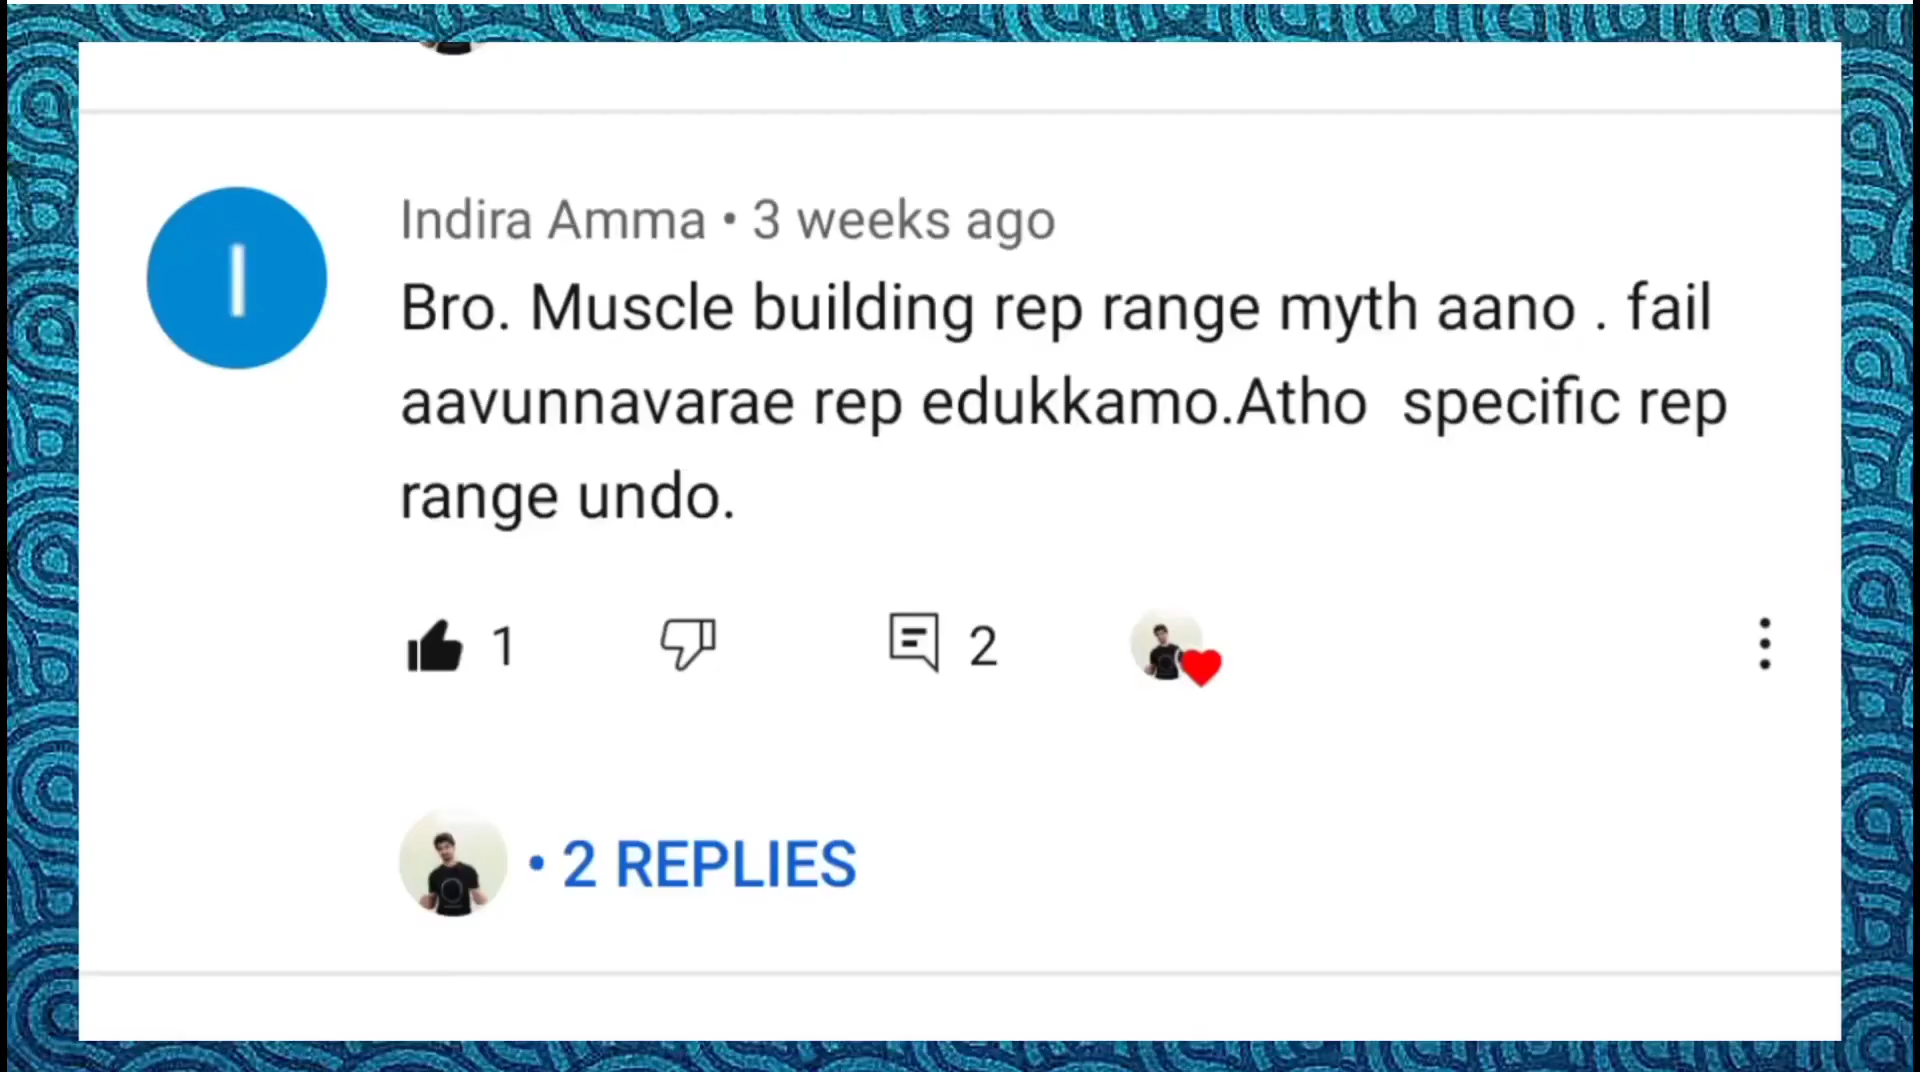 I
Indira Amma • 3 weeks ago
Bro. Muscle building rep range myth aano . fail
aavunnavarae rep edukkamo.Atho  specific rep
range undo.
1
2
• 2 REPLIES